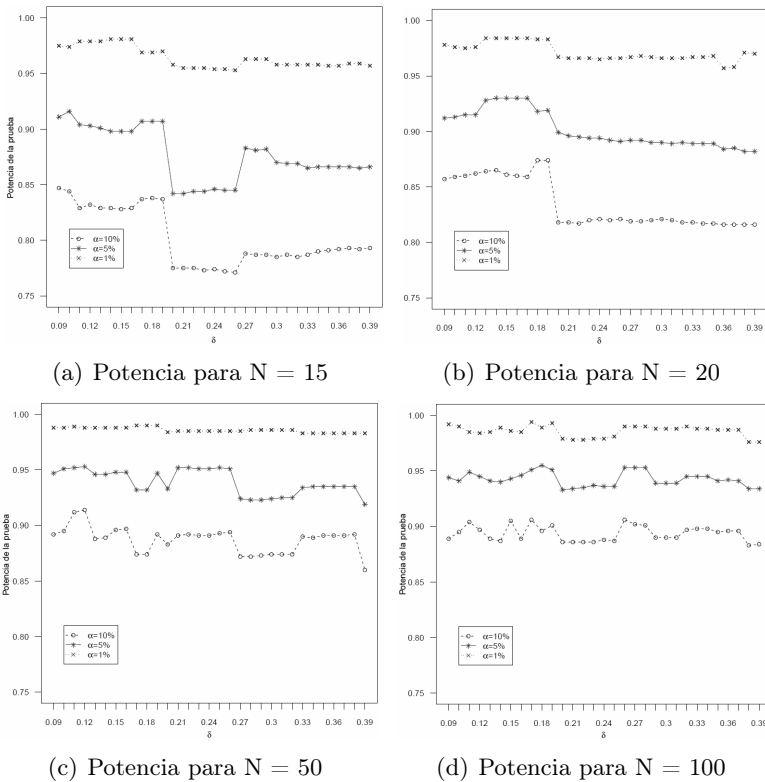 1.00
0.95
0.90
0.85
0.80
0.75
Potencia de la prueba
α=10%
α=5%
α=1%
0.09 0.12 0.15 0.18 0.21 0.24 0.27 0.3 0.33 0.36 0.39
δ
(a) Potencia para N = 15
1.00
0.95
0.90
0.85
0.80
0.75
Potencia de la prueba
α=10%
α=5%
α=1%
0.09 0.12 0.15 0.18 0.21 0.24 0.27 0.3 0.33 0.36 0.39
δ
(b) Potencia para N = 20
1.00
0.95
0.90
0.85
0.80
0.75
Potencia de la prueba
α=10%
α=5%
α=1%
0.09 0.12 0.15 0.18 0.21 0.24 0.27 0.3 0.33 0.36 0.39
δ
(c) Potencia para N = 50
1.00
0.95
0.90
0.85
0.80
0.75
Potencia de la prueba
α=10%
α=5%
α=1%
0.09 0.12 0.15 0.18 0.21 0.24 0.27 0.3 0.33 0.36 0.39
δ
(d) Potencia para N = 100